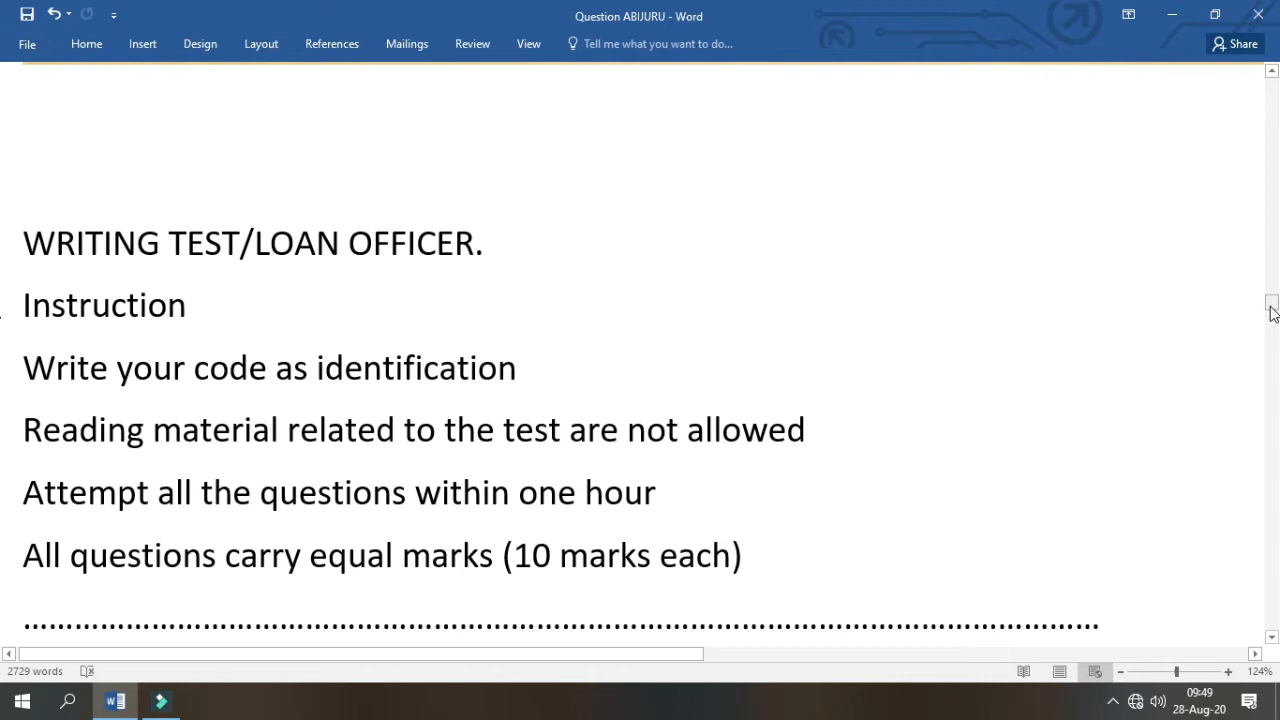 Question ABIJURU - Word
File Home Insert Design Layout References Mailings Review View Tell me what you want to do... Share
WRITING TEST/LOAN OFFICER.
Instruction
Write your code as identification
Reading material related to the test are not allowed
Attempt all the questions within one hour
All questions carry equal marks (10 marks each)
................................................................................................................................
2729 words 124%
09:49
28-Aug-20